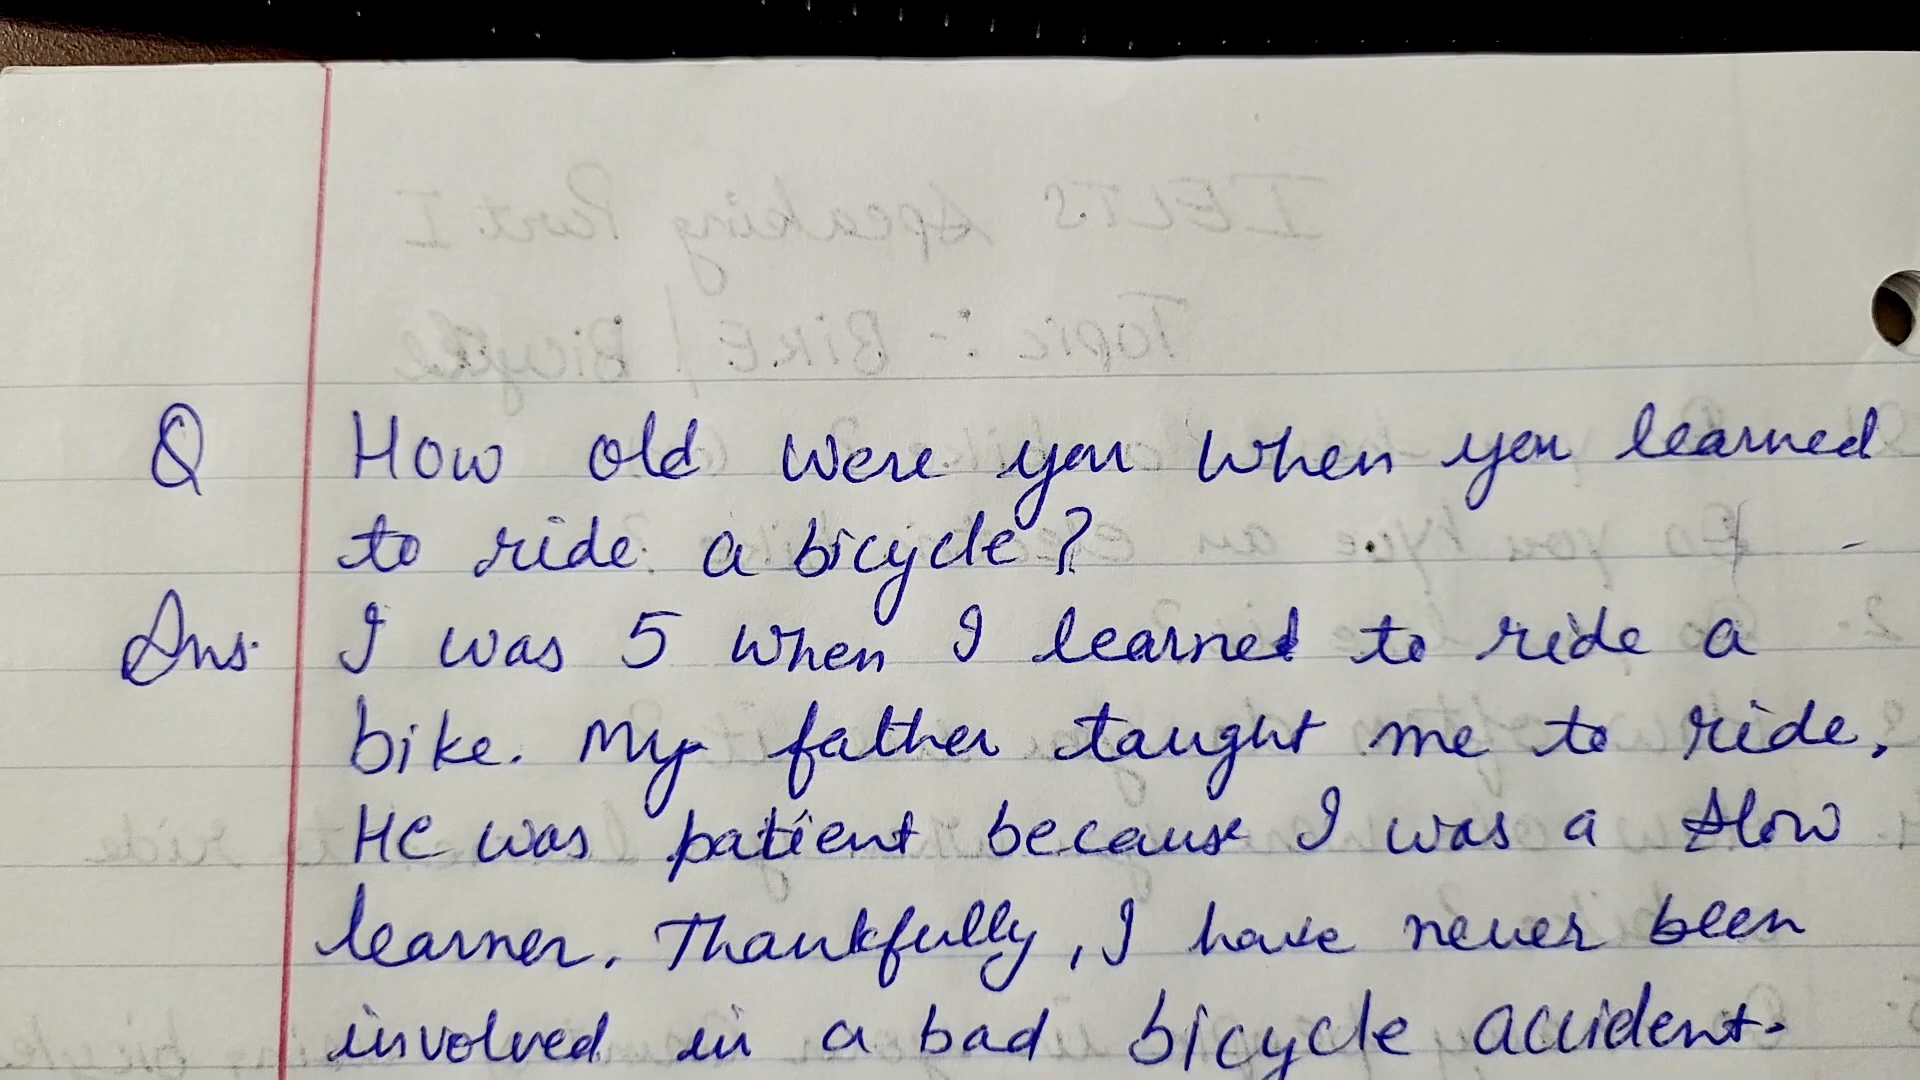 Q How old were you when you learned
to ride a bicycle?
Ans. I was 5 when I learned to ride a
bike. My father taught me to ride.
He was patient because I was a slow
learner. Thankfully, I have never been
involved in a bad bicycle accident.